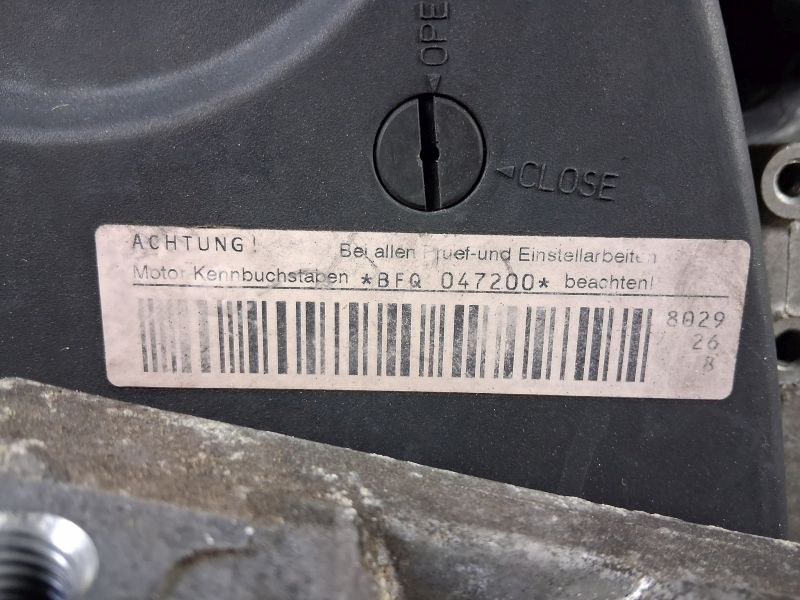 OPE
CLOSE
ACHTUNG! Bei allen Pruef-und Einstellarbeiten
Motor Kennbuchstaben *BFQ 047200* beachten!
8029
26
8